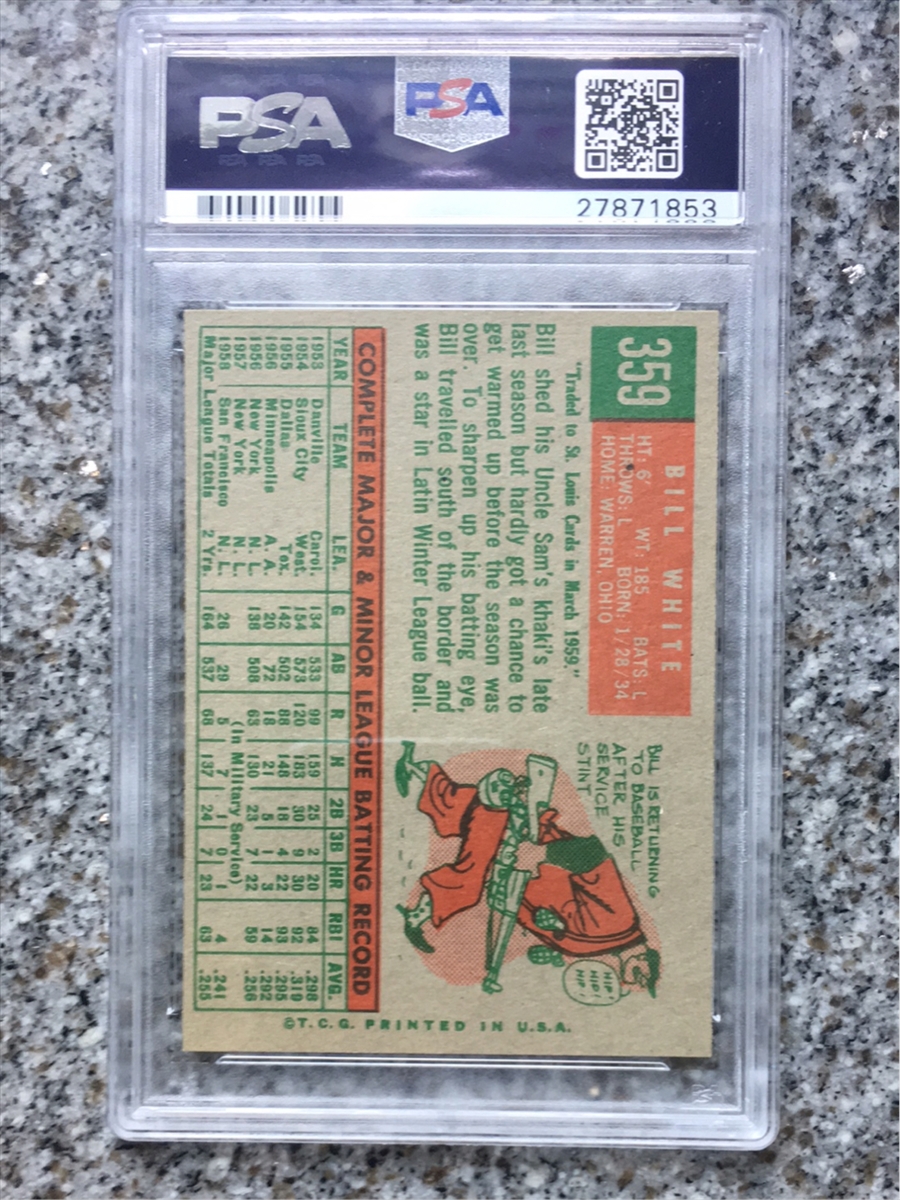 PSA
PSA
PSA PSA PSA
27871853
359
BILL WHITE
HT: 6' WT: 185 BATS: L
THROWS: L BORN: 1/28/34
HOME: WARREN, OHIO
"Traded to St. Louis Cards in March 1959."
Bill shed his Uncle Sam's khaki's late
last season but hardly got a chance to
get warmed up before the season was
over. To sharpen up his batting eye,
Bill travelled south of the border and
was a star in Latin Winter League ball.
BILL IS RETURNING
TO BASEBALL
AFTER HIS
SERVICE
STINT
HIP!
HIP!
HIP!
COMPLETE MAJOR & MINOR LEAGUE BATTING RECORD
YEAR TEAM LEA. G AB R H 2B 3B HR RBI AVG.
1953 Danville Carol. 134 533 99 159 25 2 20 84 .298
1954 Sioux City West. 154 573 120 183 30 9 30 92 .319
1955 Dallas Tex. 142 502 88 148 18 4 22 93 .295
1956 Minneapolis A. A. 20 72 18 21 5 1 3 14 .292
1956 New York N. L. 138 508 63 130 23 7 22 59 .256
1957 New York N. L. (In Military Service)
1958 San Francisco N. L. 26 29 5 7 1 0 1 4 .241
Major League Totals 2 Yrs. 164 537 68 137 24 7 23 63 .255
©T. C. G. PRINTED IN U.S.A.